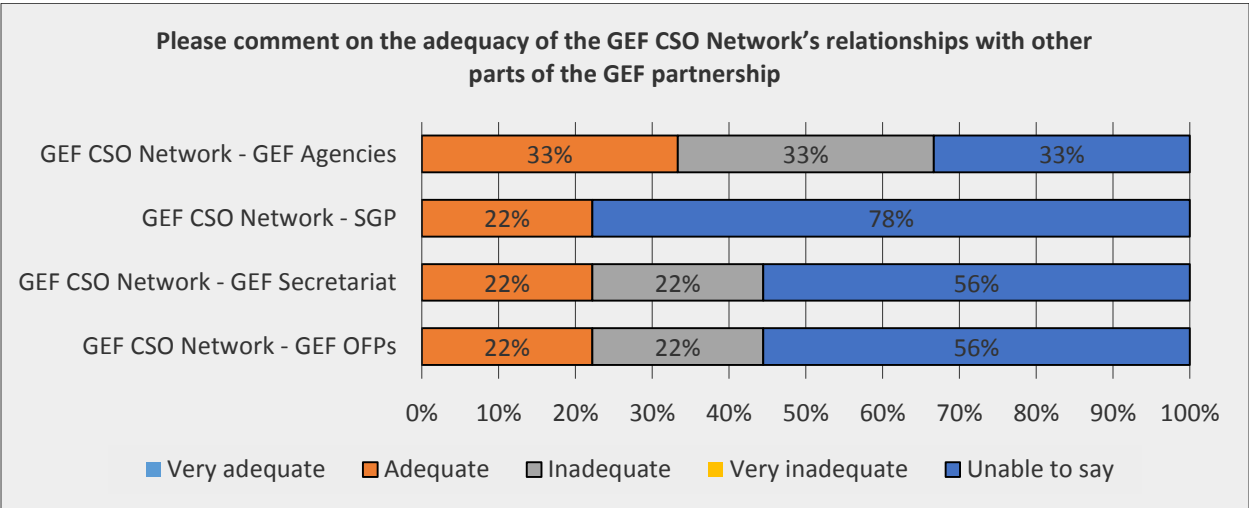 Please comment on the adequacy of the GEF CSO Network’s relationships with other
parts of the GEF partnership
GEF CSO Network - GEF Agencies
33%
33%
33%
GEF CSO Network - SGP
22%
78%
GEF CSO Network - GEF Secretariat
22%
22%
56%
GEF CSO Network - GEF OFPs
22%
22%
56%
0% 10% 20% 30% 40% 50% 60% 70% 80% 90% 100%
Very adequate Adequate Inadequate Very inadequate Unable to say